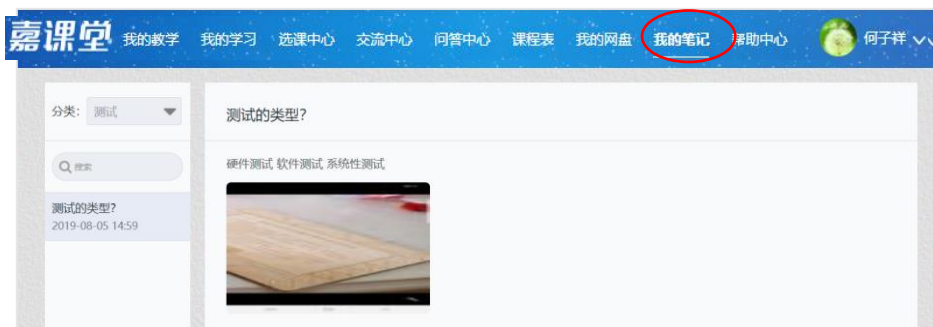 嘉课堂 我的教学 我的学习 选课中心 交流中心 问答中心 课程表 我的网盘 我的笔记 帮助中心 何子祥
分类： 测试
测试的类型？
搜索
硬件测试 软件测试 系统性测试
测试的类型？
2019-08-05 14:59